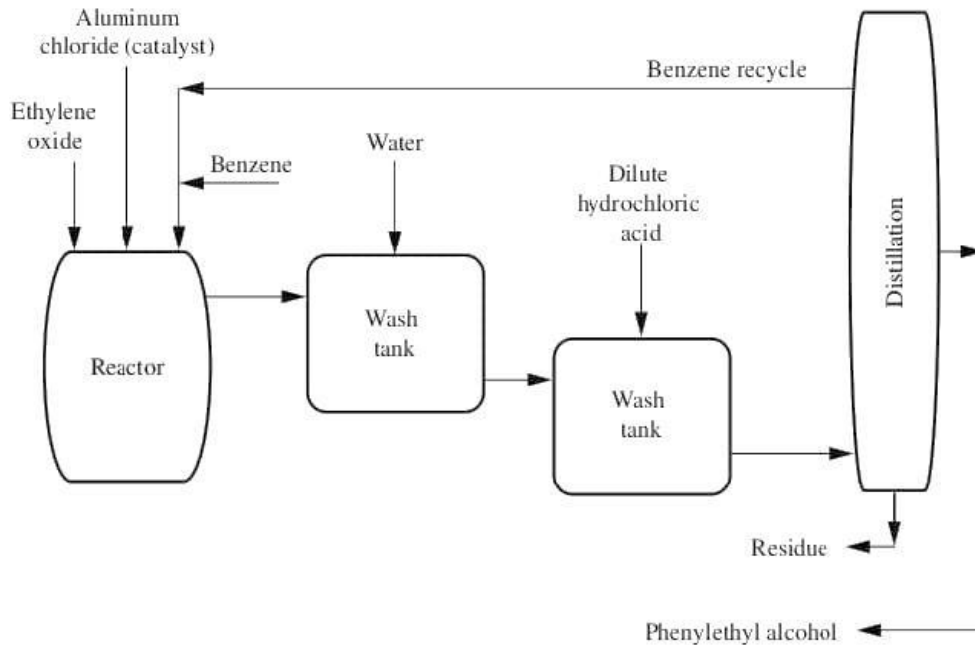 Aluminum
chloride (catalyst)
Benzene recycle
Ethylene
oxide
Benzene
Water
Dilute
hydrochloric
acid
Distillation
Reactor
Wash
tank
Wash
tank
Residue
Phenylethyl alcohol